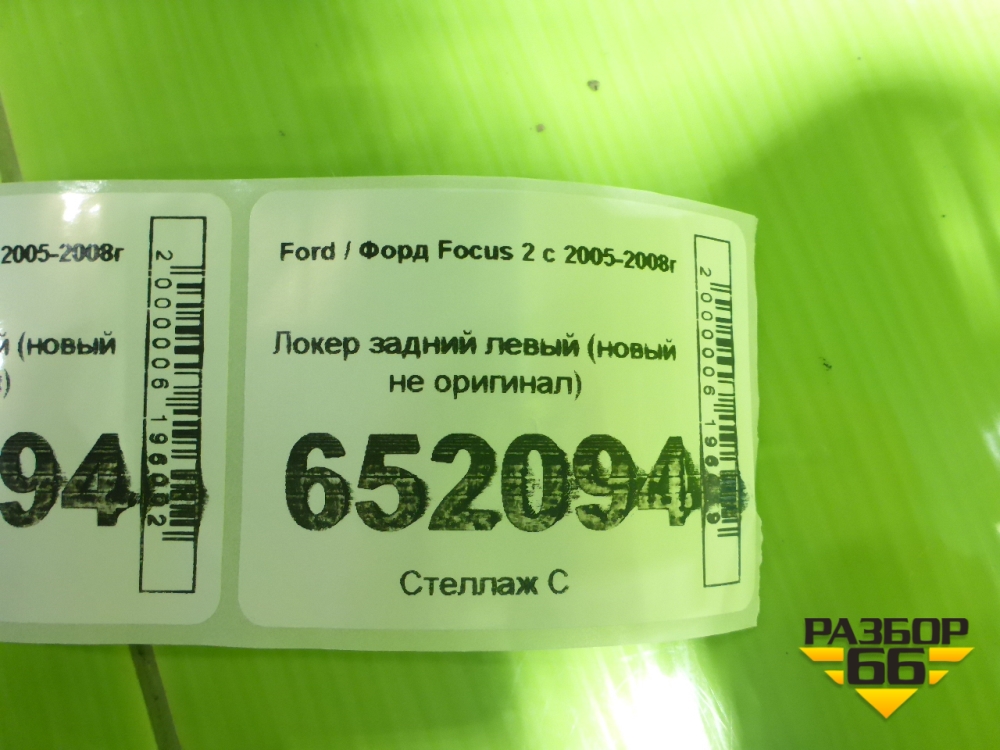 2005-2008г
й (новый
)
94
Ford / Форд Focus 2 с 2005-2008г
Локер задний левый (новый
не оригинал)
652094
Стеллаж С
РАЗБОР
66